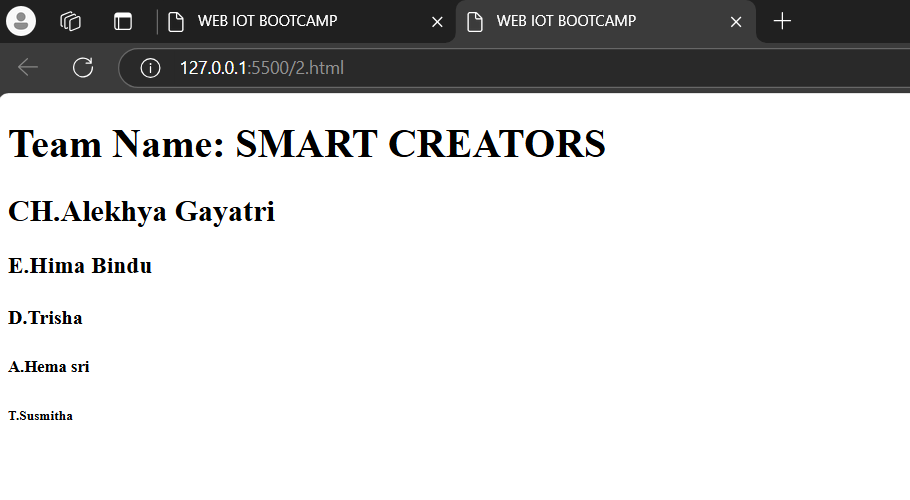 WEB IOT BOOTCAMP
WEB IOT BOOTCAMP
127.0.0.1:5500/2.html
Team Name: SMART CREATORS
CH.Alekhya Gayatri
E.Hima Bindu
D.Trisha
A.Hema sri
T.Susmitha